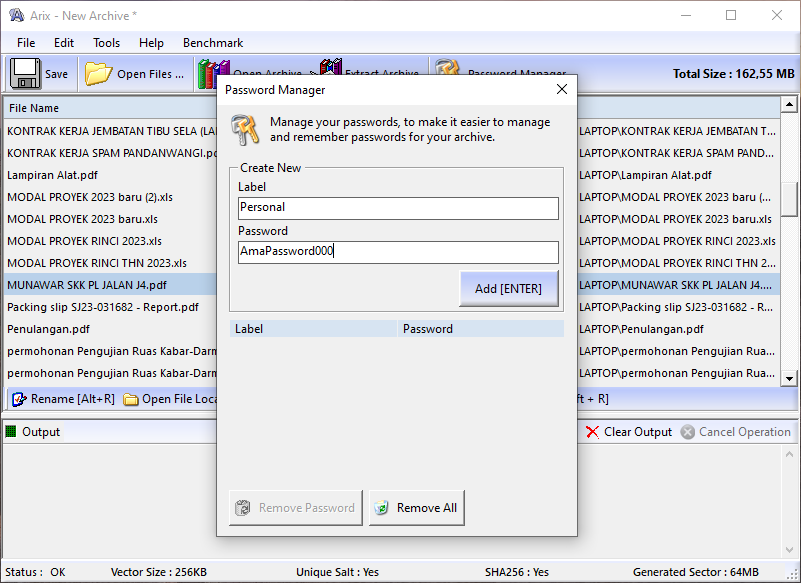 Arix - New Archive *
File Edit Tools Help Benchmark
Save Open Files ... Open Archive Extract Archive Password Manager Total Size : 162,55 MB
File Name
KONTRAK KERJA JEMBATAN TIBU SELA (LA LAPTOP\KONTRAK KERJA JEMBATAN T...
KONTRAK KERJA SPAM PANDANWANGI.pd LAPTOP\KONTRAK KERJA SPAM PAND...
Lampiran Alat.pdf LAPTOP\Lampiran Alat.pdf
MODAL PROYEK 2023 baru (2).xls LAPTOP\MODAL PROYEK 2023 baru (...
MODAL PROYEK 2023 baru.xls LAPTOP\MODAL PROYEK 2023 baru.xls
MODAL PROYEK RINCI 2023.xls LAPTOP\MODAL PROYEK RINCI 2023.xls
MODAL PROYEK RINCI THN 2023.xls LAPTOP\MODAL PROYEK RINCI THN 2...
MUNAWAR SKK PL JALAN J4.pdf LAPTOP\MUNAWAR SKK PL JALAN J4....
Packing slip SJ23-031682 - Report.pdf LAPTOP\Packing slip SJ23-031682 - R...
Penulangan.pdf LAPTOP\Penulangan.pdf
permohonan Pengujian Ruas Kabar-Darm LAPTOP\permohonan Pengujian Ruas Kaba...
permohonan Pengujian Ruas Kabar-Darm LAPTOP\permohonan Pengujian Ruas Kaba...
Rename [Alt+R] Open File Loca ft + R]
Output Clear Output Cancel Operation
Password Manager
Manage your passwords, to make it easier to manage
and remember passwords for your archive.
Create New
Label
Personal
Password
AmaPassword000
Add [ENTER]
Label Password
Remove Password Remove All
Status : OK Vector Size : 256KB Unique Salt : Yes SHA256 : Yes Generated Sector : 64MB